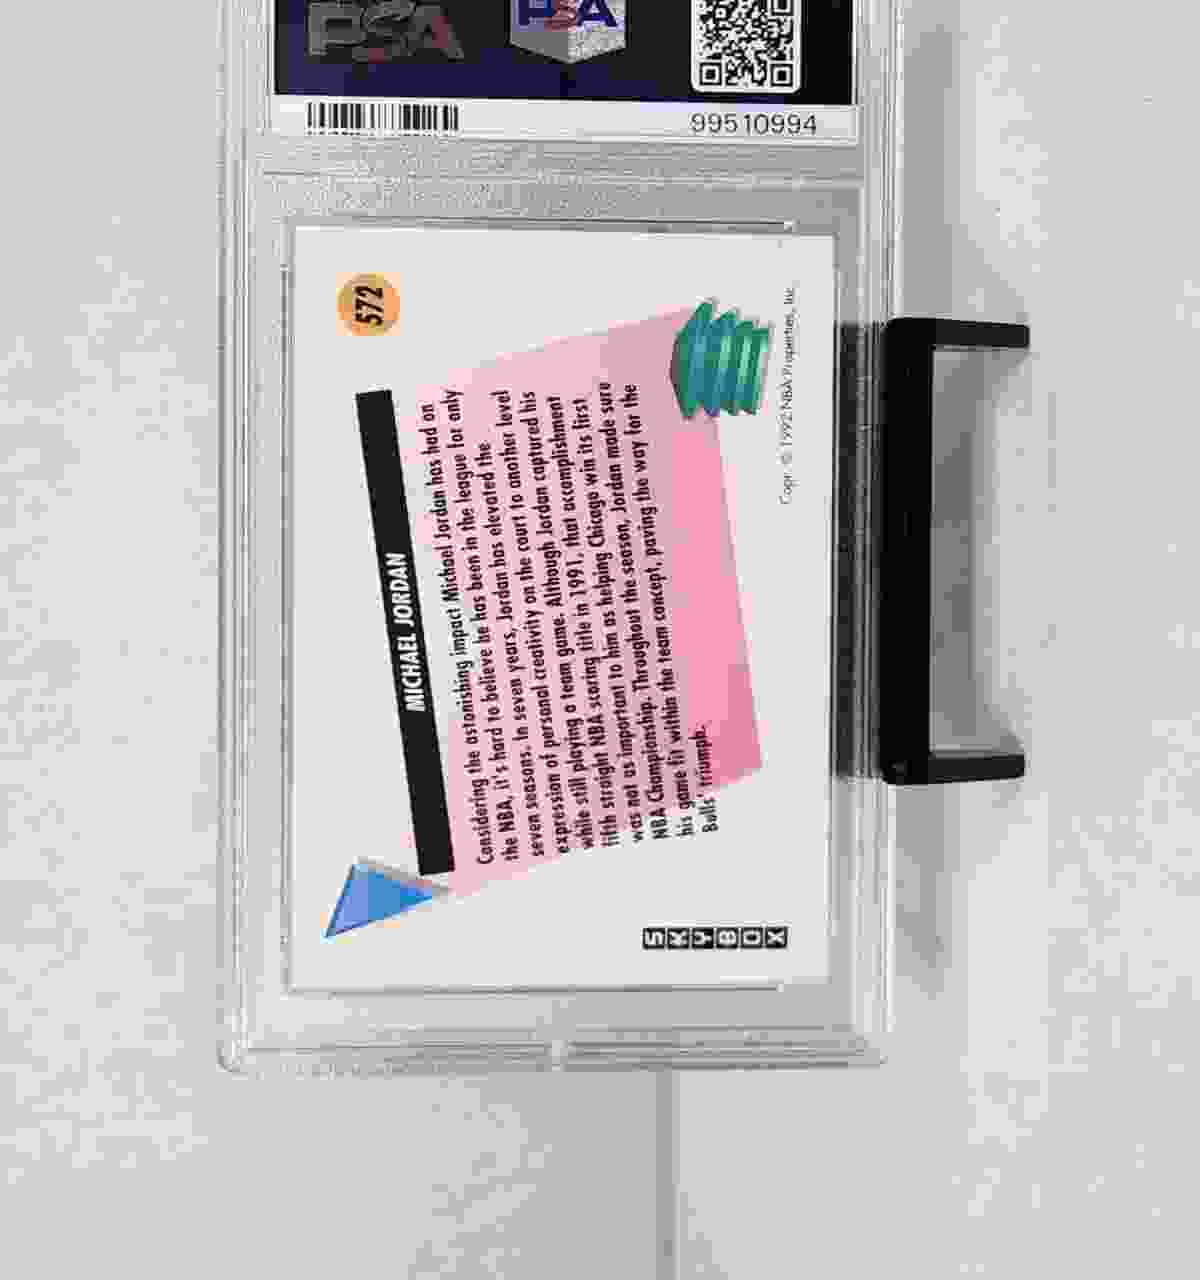 PSA
PSA
99510994
572
MICHAEL JORDAN
Considering the astonishing impact Michael Jordan has had on
the NBA, it's hard to believe he has been in the league for only
seven seasons. In seven years, Jordan has elevated the
expression of personal creativity on the court to another level
while still playing a team game. Although Jordan captured his
fifth straight NBA scoring title in 1991, that accomplishment
was not as important to him as helping Chicago win its first
NBA Championship. Throughout the season, Jordan made sure
his game fit within the team concept, paving the way for the
Bulls' triumph.
SKYBOX
Copr. © 1992 NBA Properties, Inc.